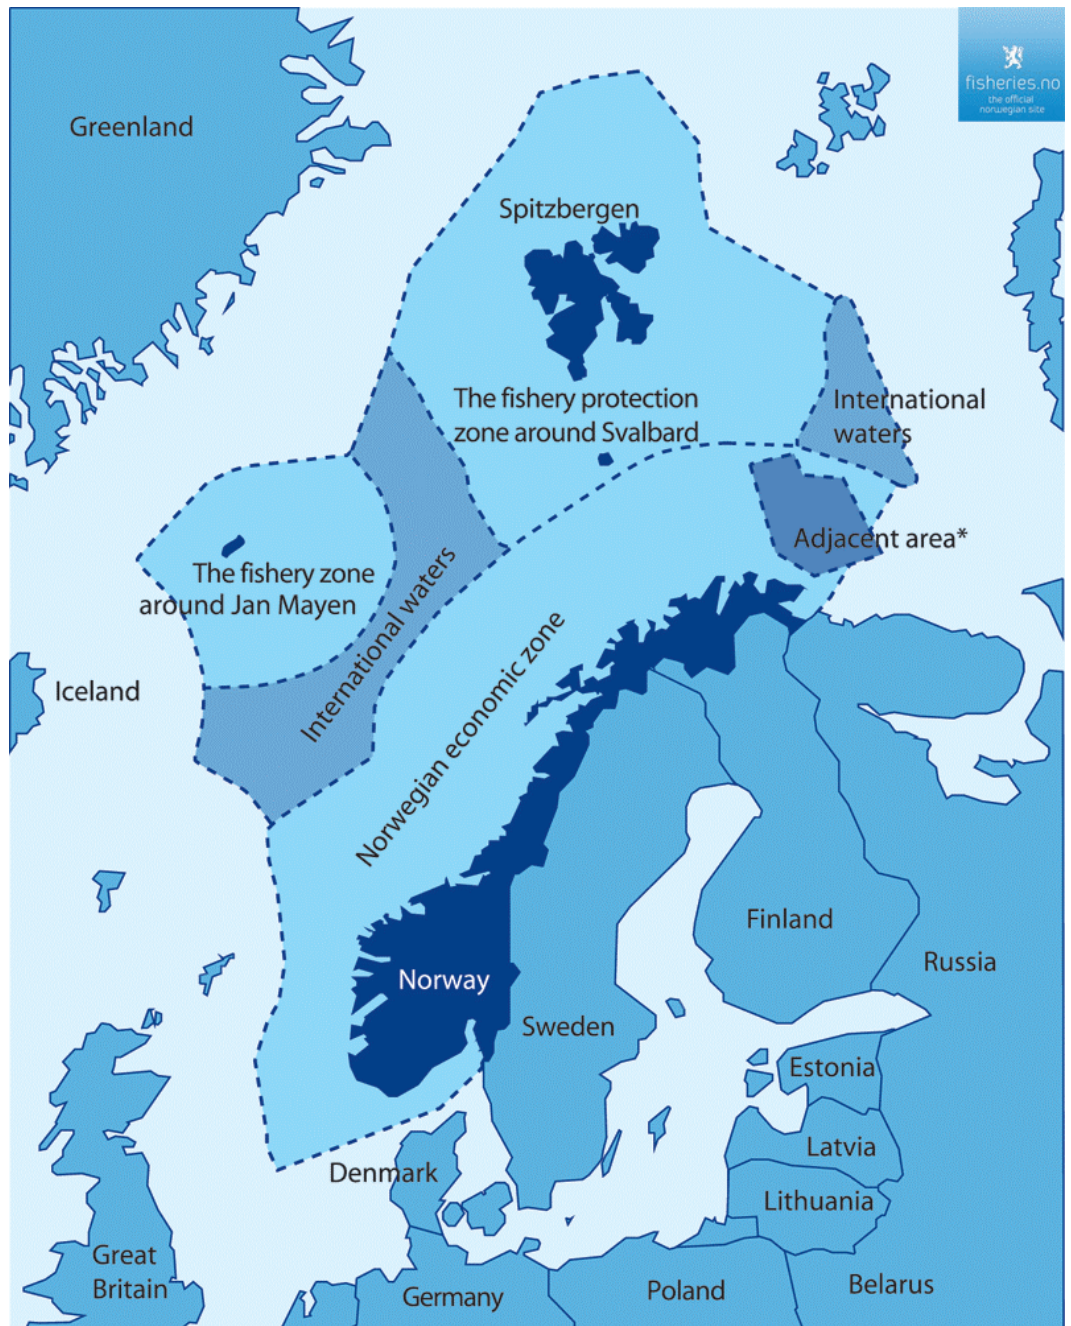 fisheries.no
the official
norwegian site
Greenland
Spitzbergen
The fishery protection
zone around Svalbard
International
waters
Adjacent area*
The fishery zone
around Jan Mayen
International waters
Iceland
Norwegian economic zone
Norway
Finland
Russia
Sweden
Estonia
Latvia
Denmark
Lithuania
Great
Britain
Germany
Poland
Belarus